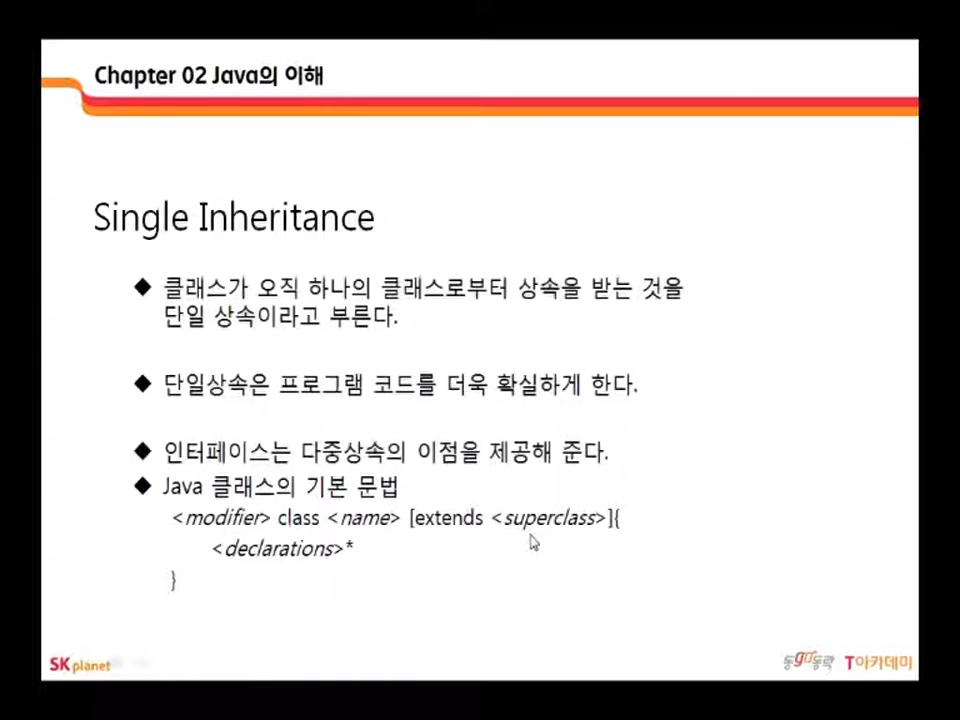 Chapter 02 Java의 이해
Single Inheritance
◆ 클래스가 오직 하나의 클래스로부터 상속을 받는 것을
단일 상속이라고 부른다.
◆ 단일상속은 프로그램 코드를 더욱 확실하게 한다.
◆ 인터페이스는 다중상속의 이점을 제공해 준다.
◆ Java 클래스의 기본 문법
<modifier> class <name> [extends <superclass>]{
<declarations>*
}
SK planet
동go동락 T아카데미